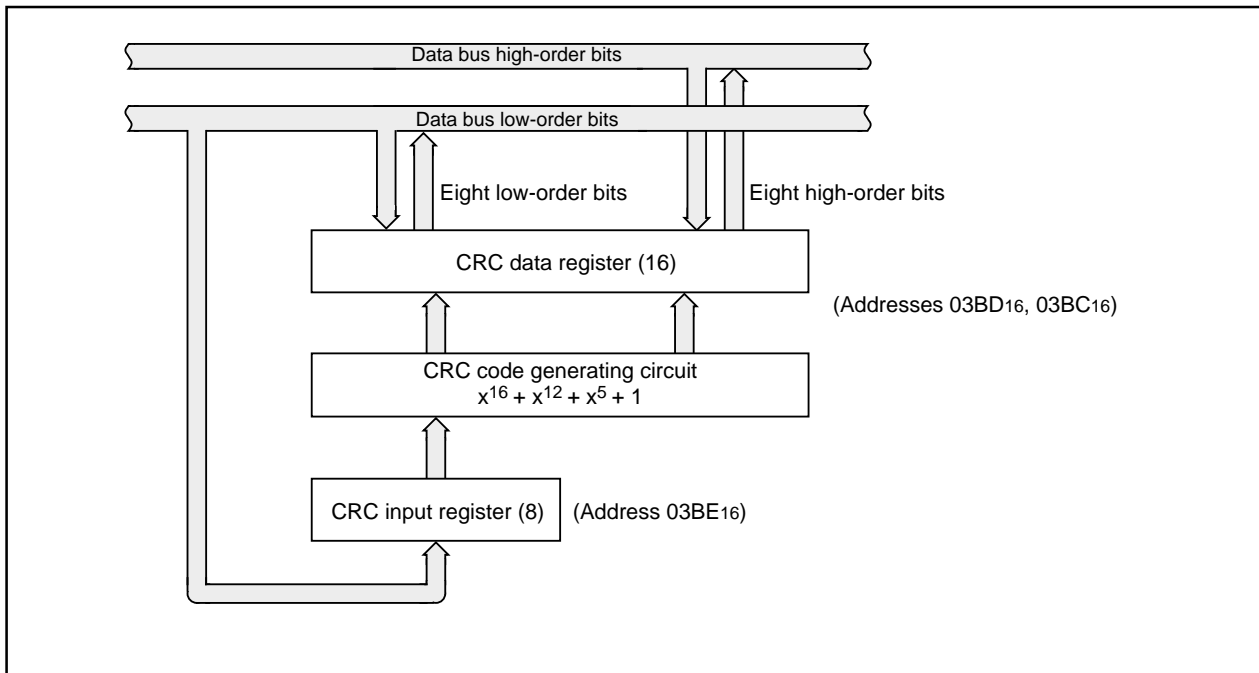 Data bus high-order bits
Data bus low-order bits
Eight low-order bits
Eight high-order bits
CRC data register (16)
(Addresses 03BD16, 03BC16)
CRC code generating circuit
x16 + x12 + x5 + 1
CRC input register (8)
(Address 03BE16)